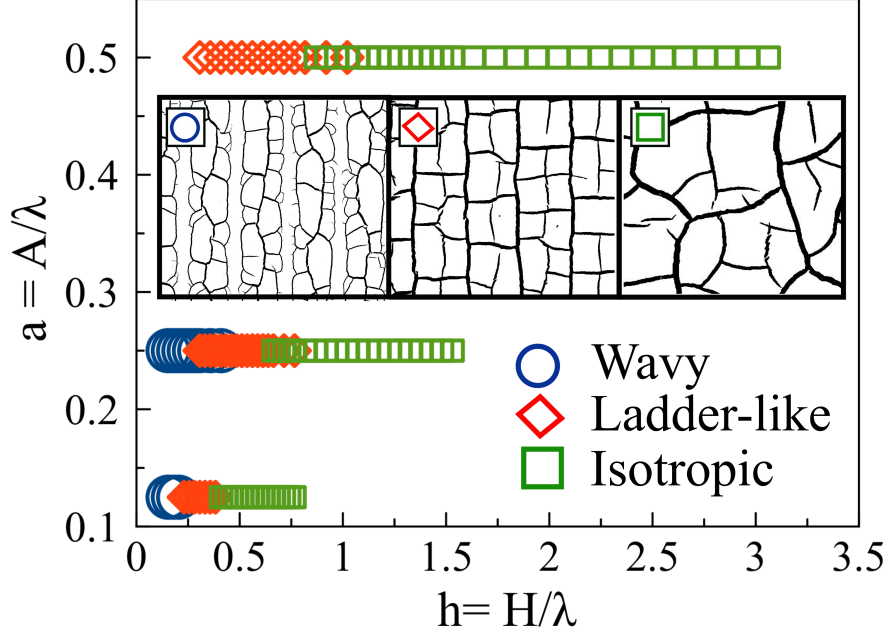 a = A/λ
0.5
0.4
0.3
0.2
0.1
Wavy
Ladder-like
Isotropic
0 0.5 1 1.5 2 2.5 3 3.5
h= H/λ